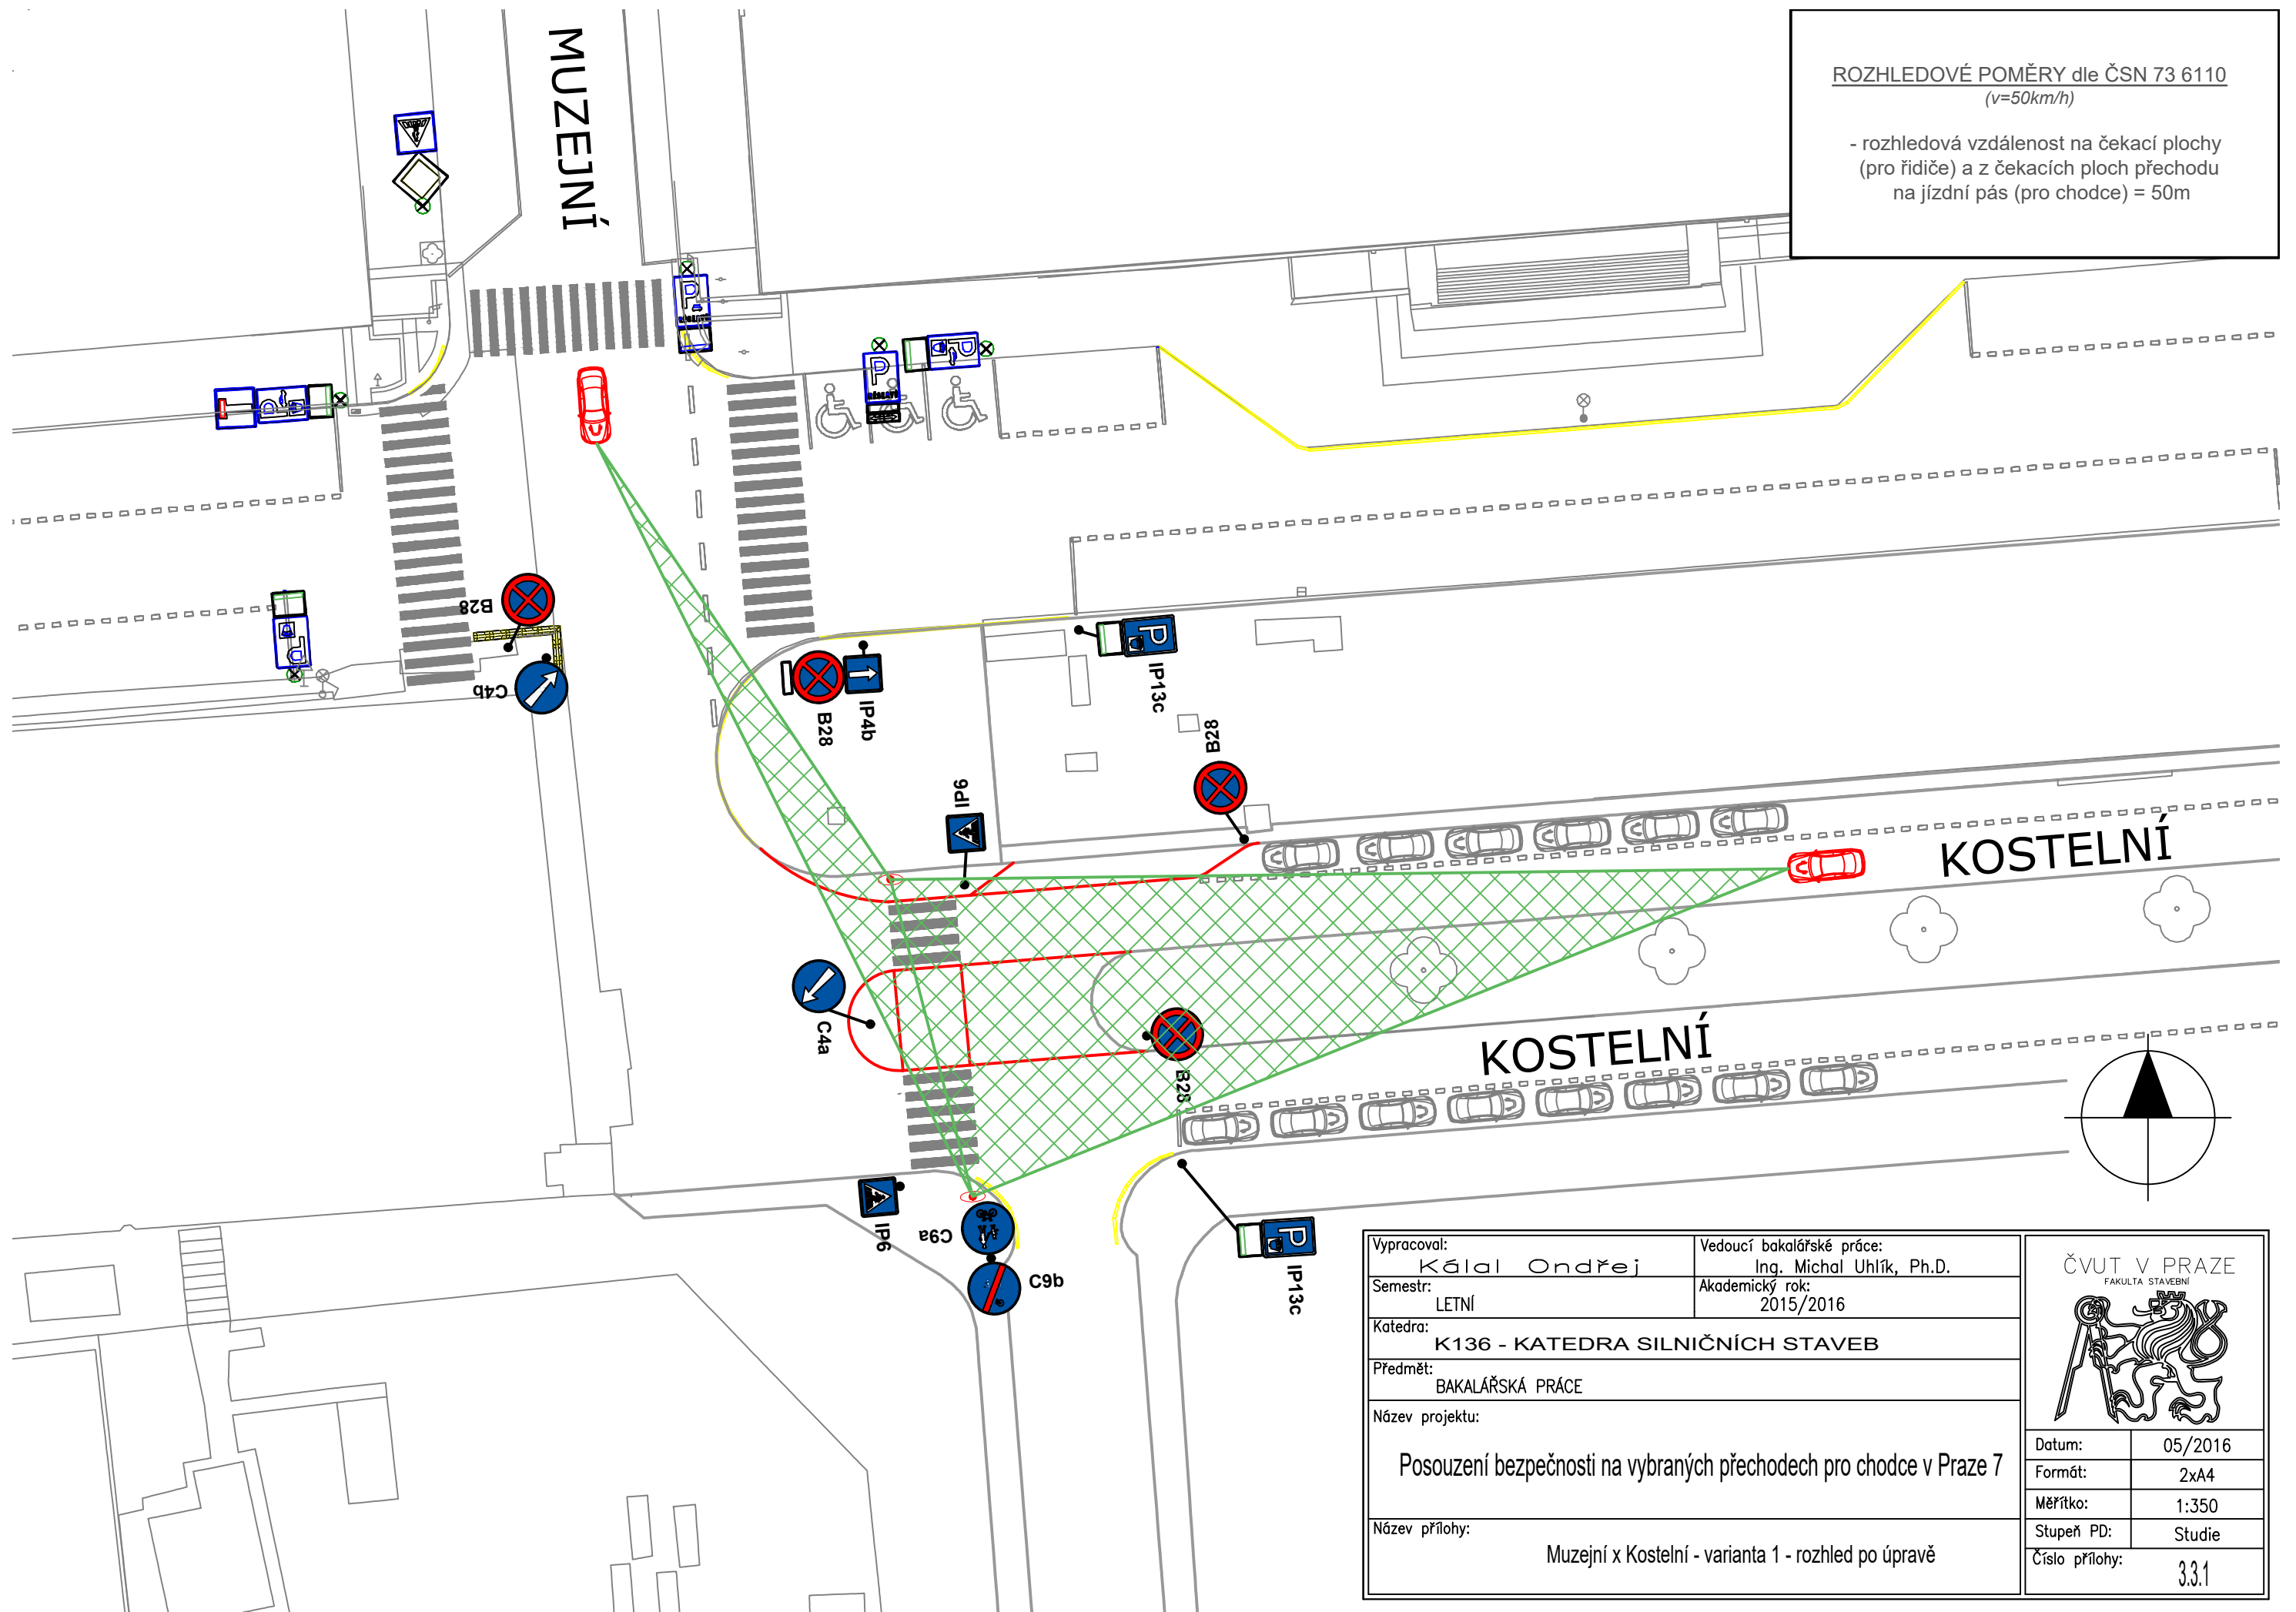 MUZEJNÍ
ROZHLEDOVÉ POMĚRY dle ČSN 73 6110
(v=50km/h)
- rozhledová vzdálenost na čekací plochy
(pro řidiče) a z čekacích ploch přechodu
na jízdní pás (pro chodce) = 50m
P
P
RÉSERVÉ
P
P
P
B28
C4b
B28
IP4b
P
IP13c
B28
IP6
KOSTELNÍ
C4a
KOSTELNÍ
B28
IP6
C9a
C9b
P
IP13c
Vypracoval:
Kálal Ondřej
Vedoucí bakalářské práce:
Ing. Michal Uhlík, Ph.D.
Semestr:
LETNÍ
Akademický rok:
2015/2016
Katedra:
K136 - KATEDRA SILNIČNÍCH STAVEB
Předmět:
BAKALÁŘSKÁ PRÁCE
Název projektu:
Posouzení bezpečnosti na vybraných přechodech pro chodce v Praze 7
Název přílohy:
Muzejní x Kostelní - varianta 1 - rozhled po úpravě
ČVUT V PRAZE
FAKULTA STAVEBNÍ
Datum:
05/2016
Formát:
2xA4
Měřítko:
1:350
Stupeň PD:
Studie
Číslo přílohy:
3.3.1